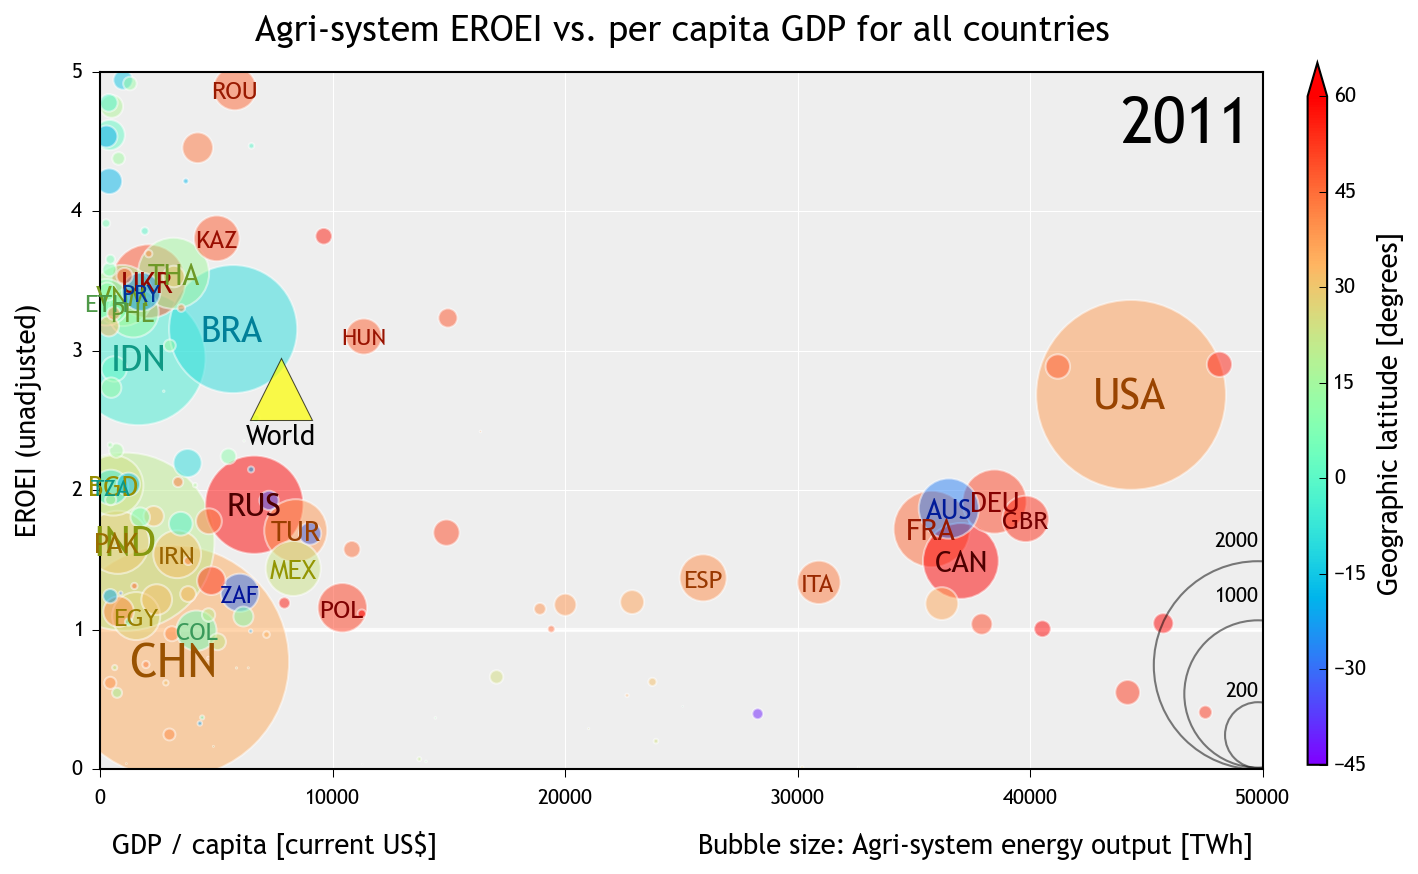 Agri-system EROEI vs. per capita GDP for all countries
2011
EROEI (unadjusted)
5
4
3
2
1
0
ROU
KAZ
UKR
THA
PRY
PHL
BRA
HUN
IDN
USA
World
BGD
RUS
TUR
AUS
DEU
GBR
FRA
IND
PAK
IRN
MEX
CAN
ESP
ITA
ZAF
POL
EGY
COL
CHN
2000
1000
200
0
10000
20000
30000
40000
50000
GDP / capita [current US$]
Bubble size: Agri-system energy output [TWh]
60
45
30
15
0
−15
−30
−45
Geographic latitude [degrees]